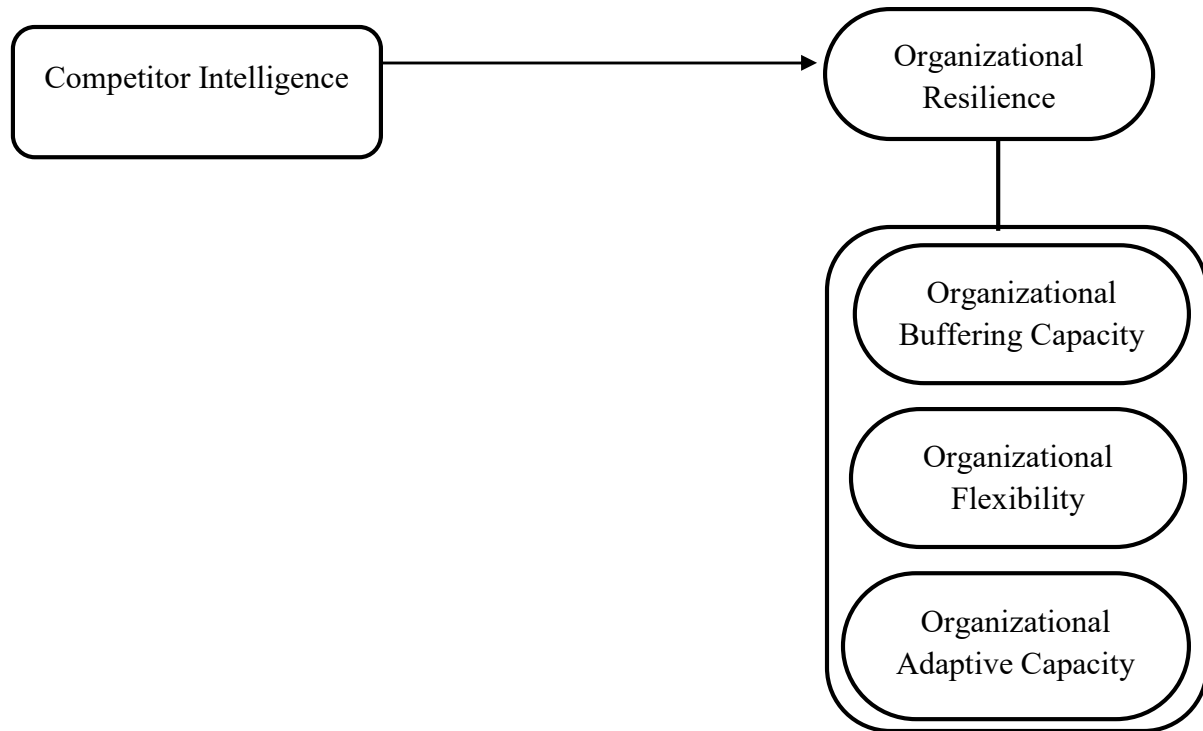 Competitor Intelligence
Organizational
Resilience
Organizational
Buffering Capacity
Organizational
Flexibility
Organizational
Adaptive Capacity